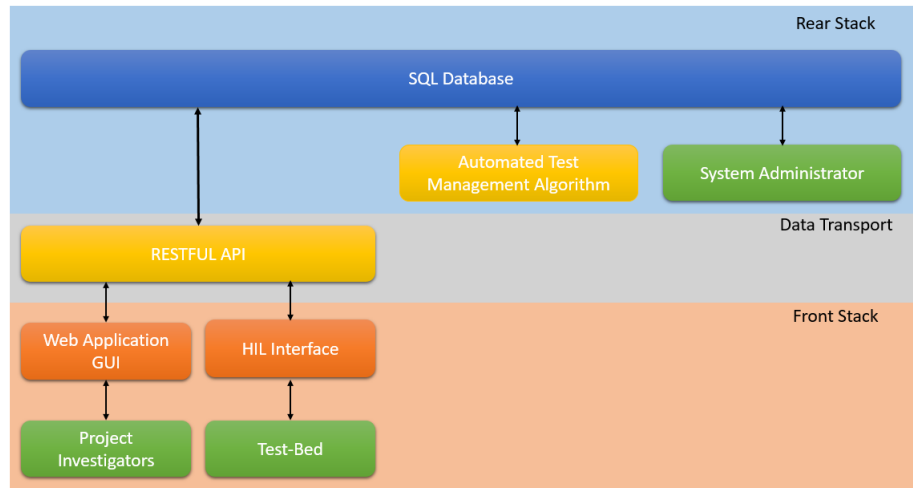 Rear Stack
SQL Database
Automated Test
Management Algorithm
System Administrator
Data Transport
RESTFUL API
Front Stack
Web Application
GUI
HIL Interface
Project
Investigators
Test-Bed